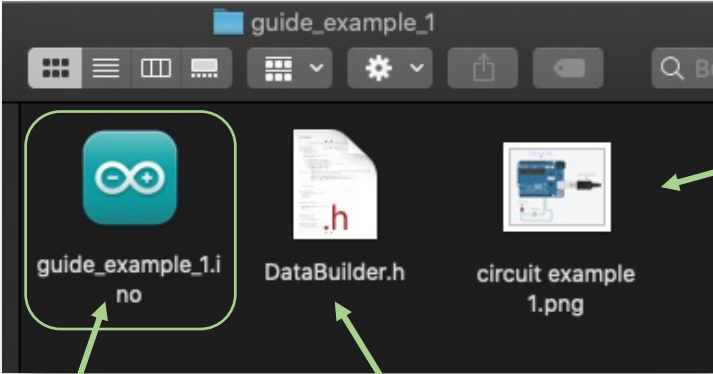 guide_example_1
guide_example_1.i
no
.h
DataBuilder.h
circuit example
1.png